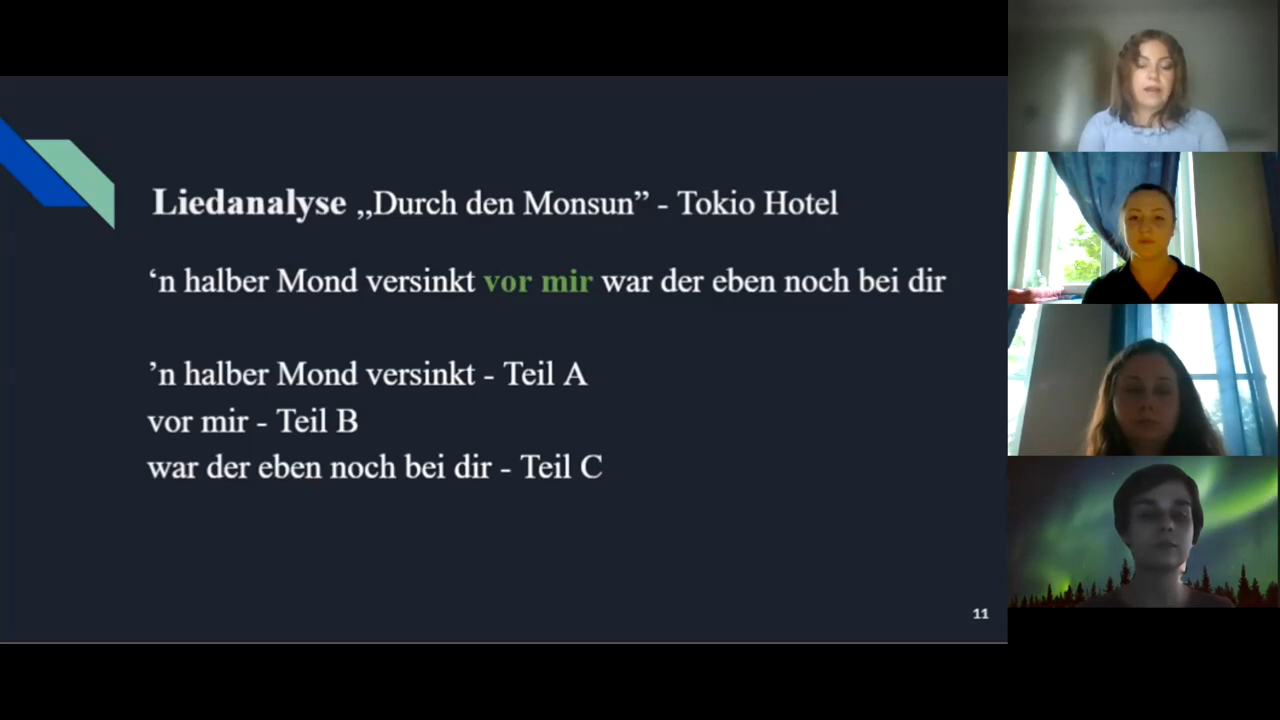 Liedanalyse „Durch den Monsun” - Tokio Hotel
‘n halber Mond versinkt vor mir war der eben noch bei dir
’n halber Mond versinkt - Teil A
vor mir - Teil B
war der eben noch bei dir - Teil C
11